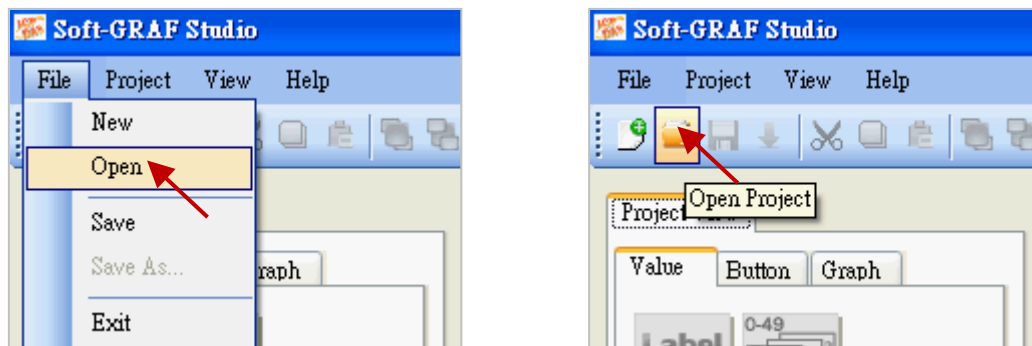 Soft-GRAF Studio
File Project View Help
New
Open
Save
Save As...
raph
Exit
Soft-GRAF Studio
File Project View Help
Open Project
Project
Value Button Graph
0-49
Label